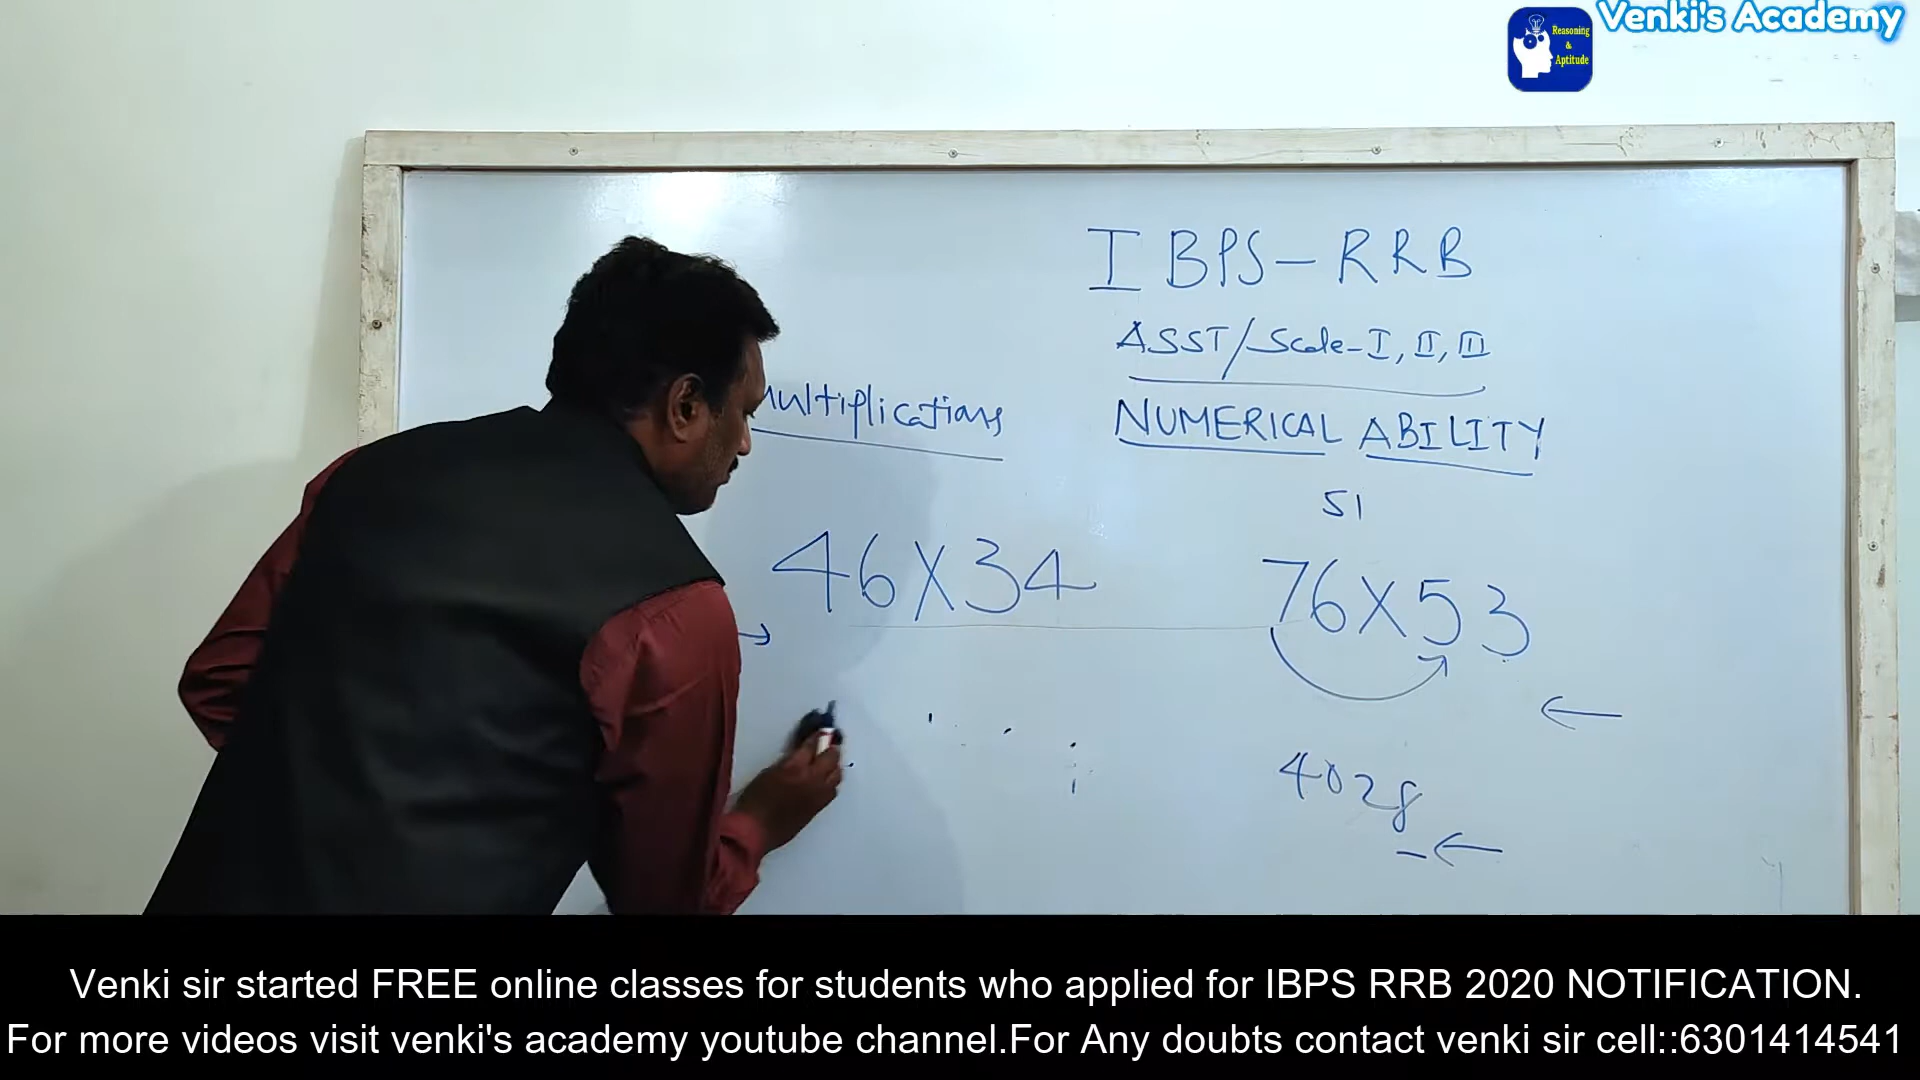 Venki's Academy
Reasoning
&
Aptitude
IBPS-RRB
ASST/Scale-I, II, III
multiplications
NUMERICAL ABILITY
51
46X34
76X53
4028
Venki sir started FREE online classes for students who applied for IBPS RRB 2020 NOTIFICATION.
For more videos visit venki's academy youtube channel.For Any doubts contact venki sir cell::6301414541